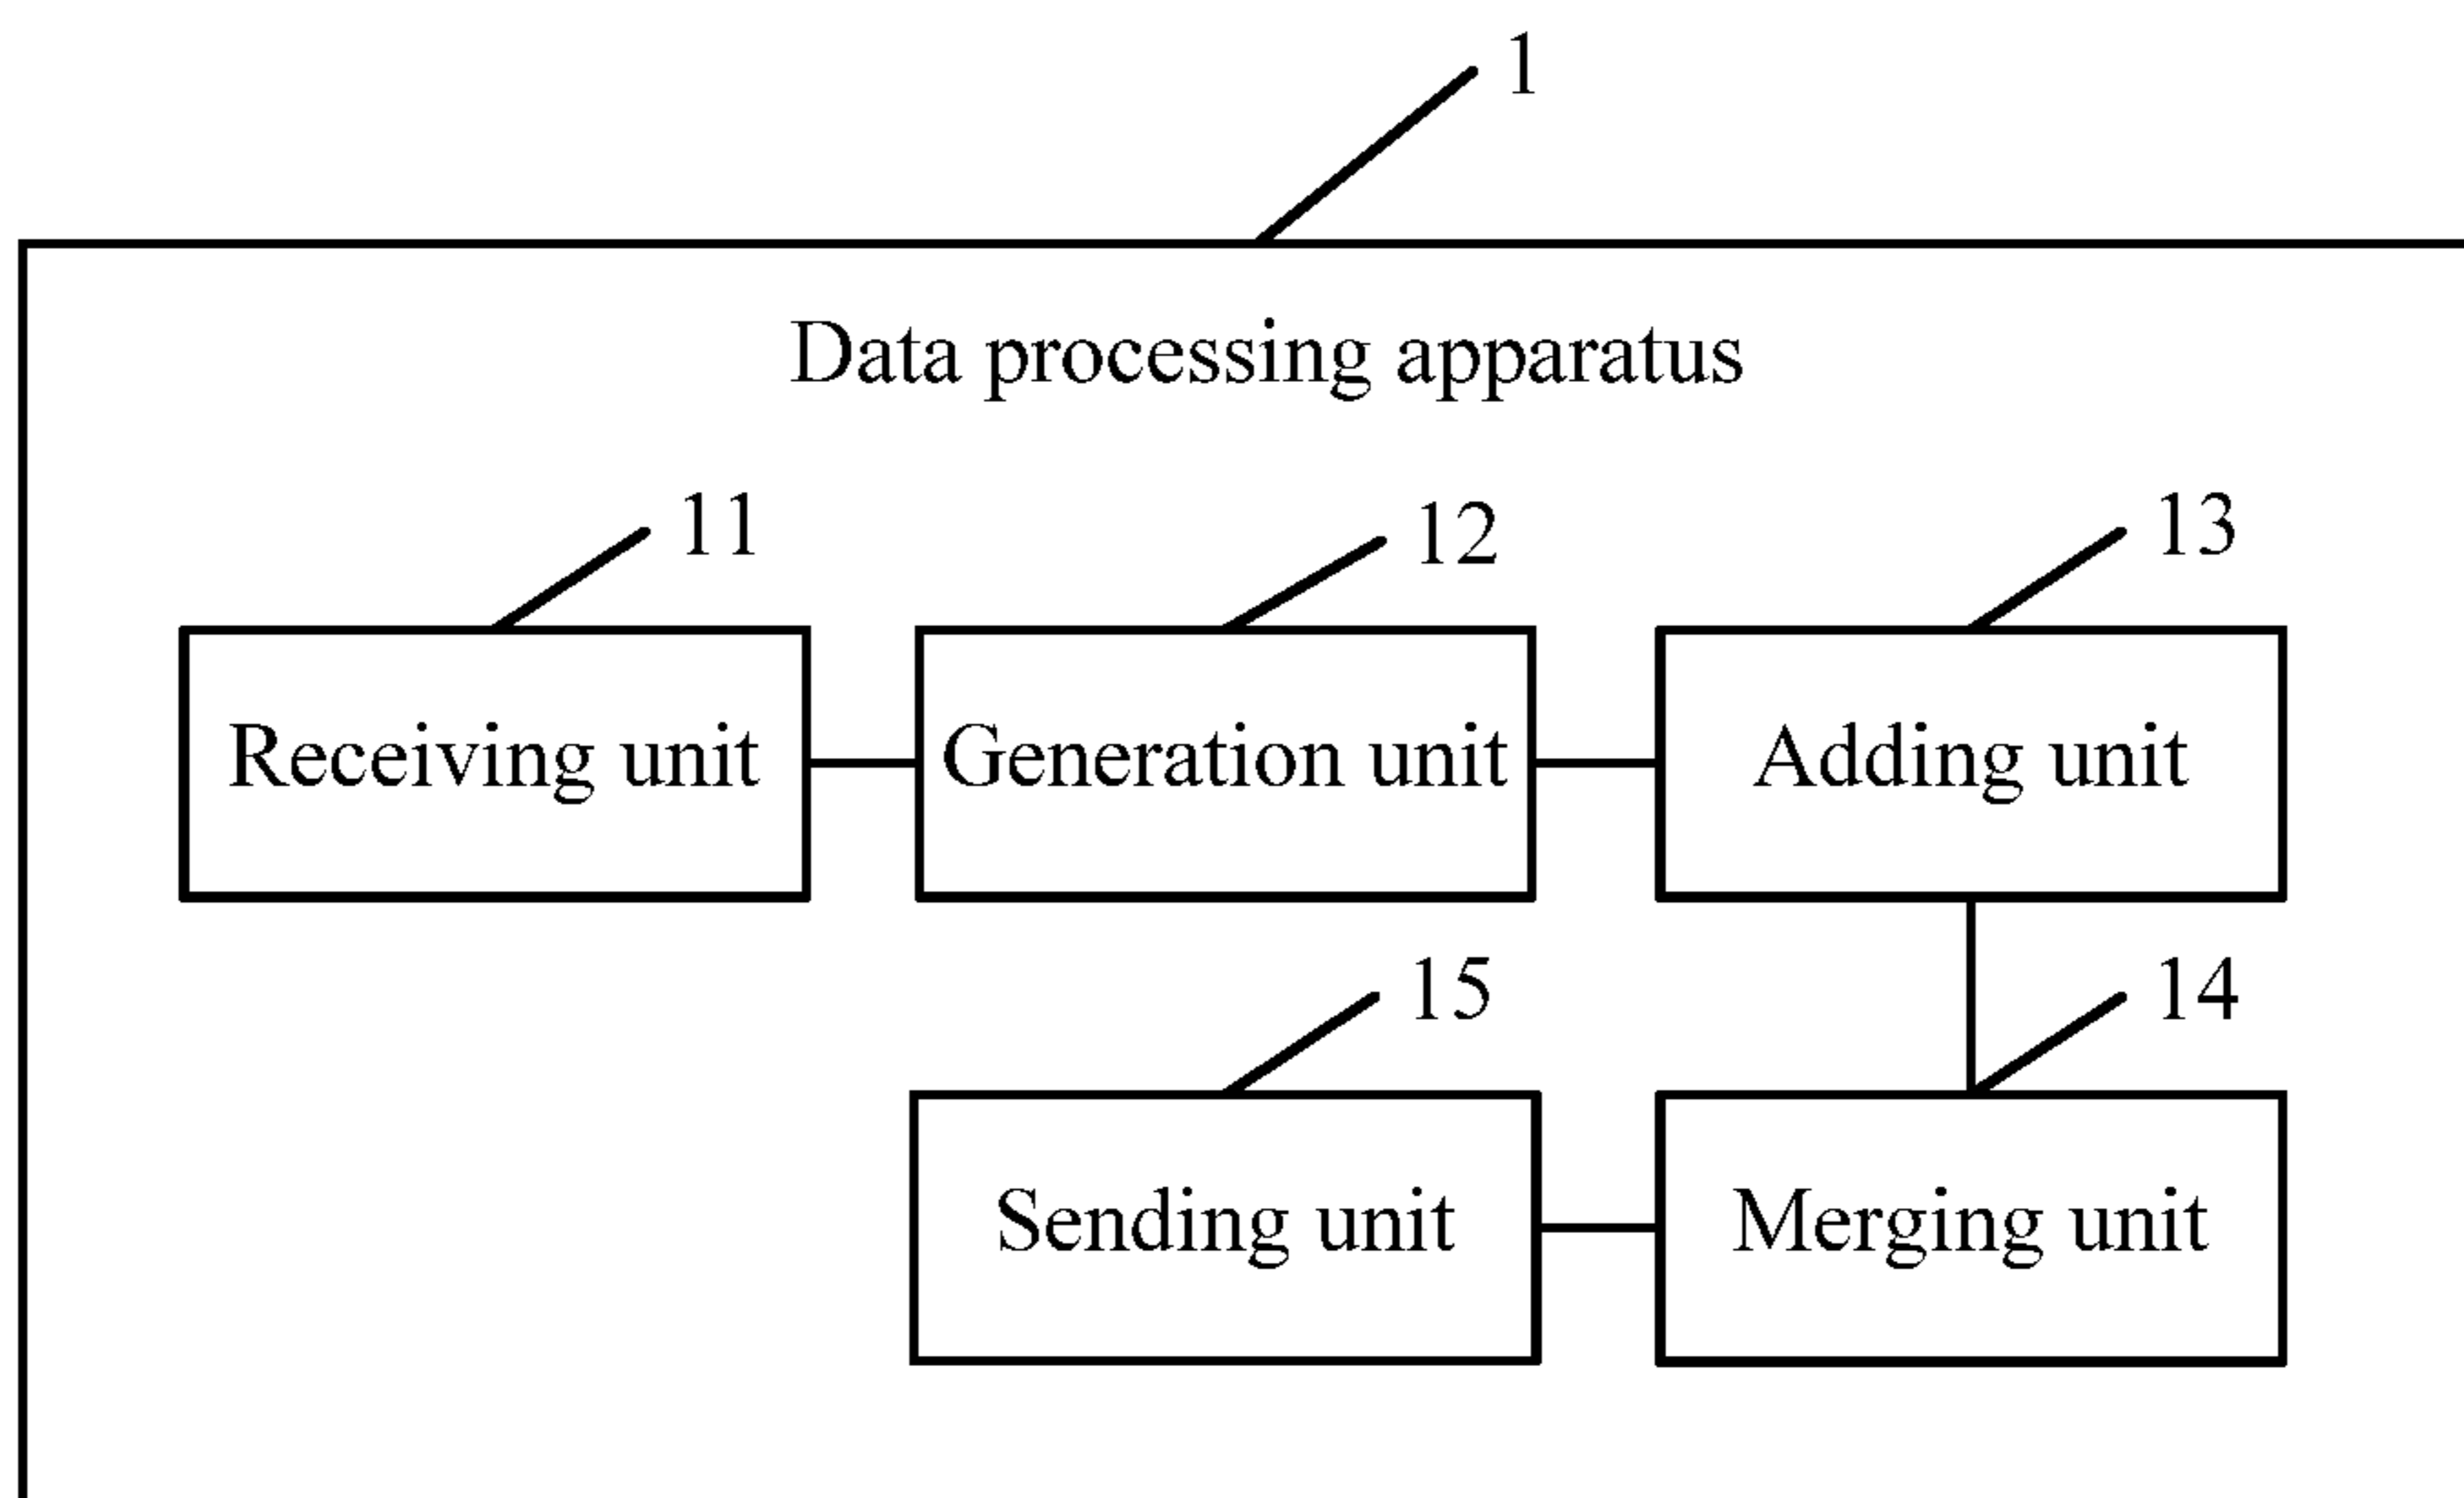 1
Data processing apparatus
11
12
13
Receiving unit
Generation unit
Adding unit
15
14
Sending unit
Merging unit